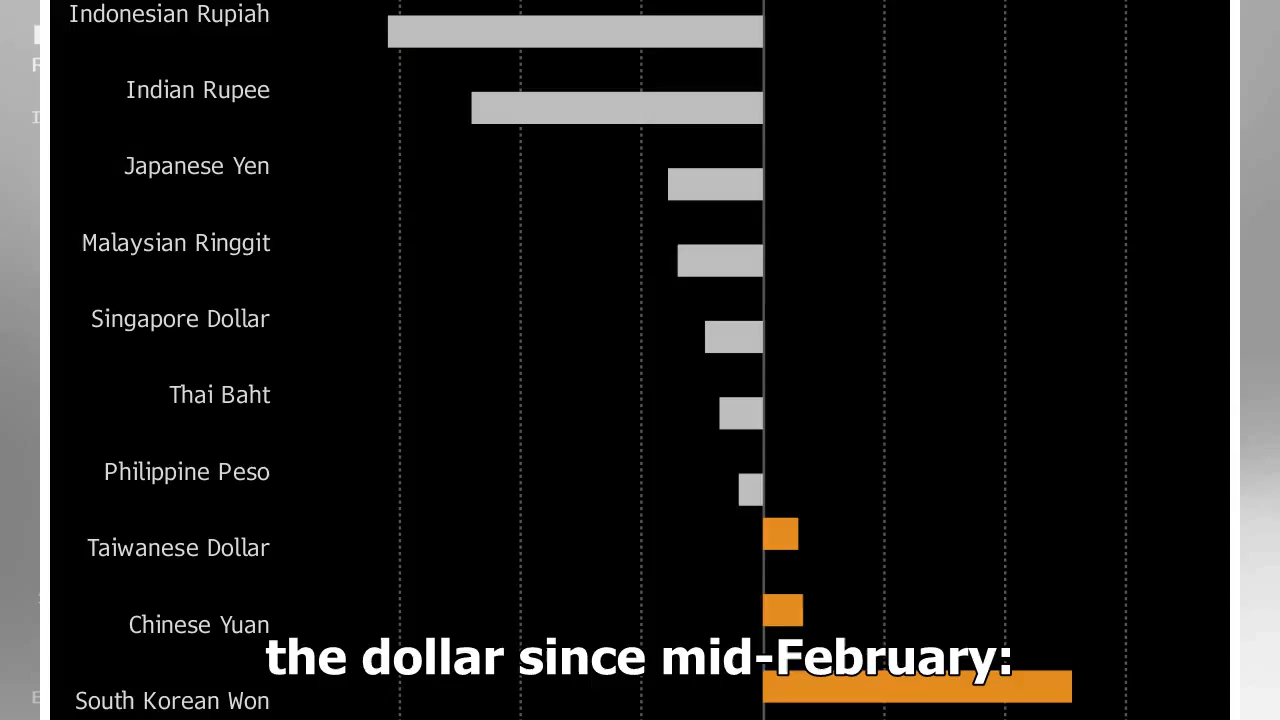 Indonesian Rupiah
Indian Rupee
Japanese Yen
Malaysian Ringgit
Singapore Dollar
Thai Baht
Philippine Peso
Taiwanese Dollar
Chinese Yuan
the dollar since mid-February:
South Korean Won